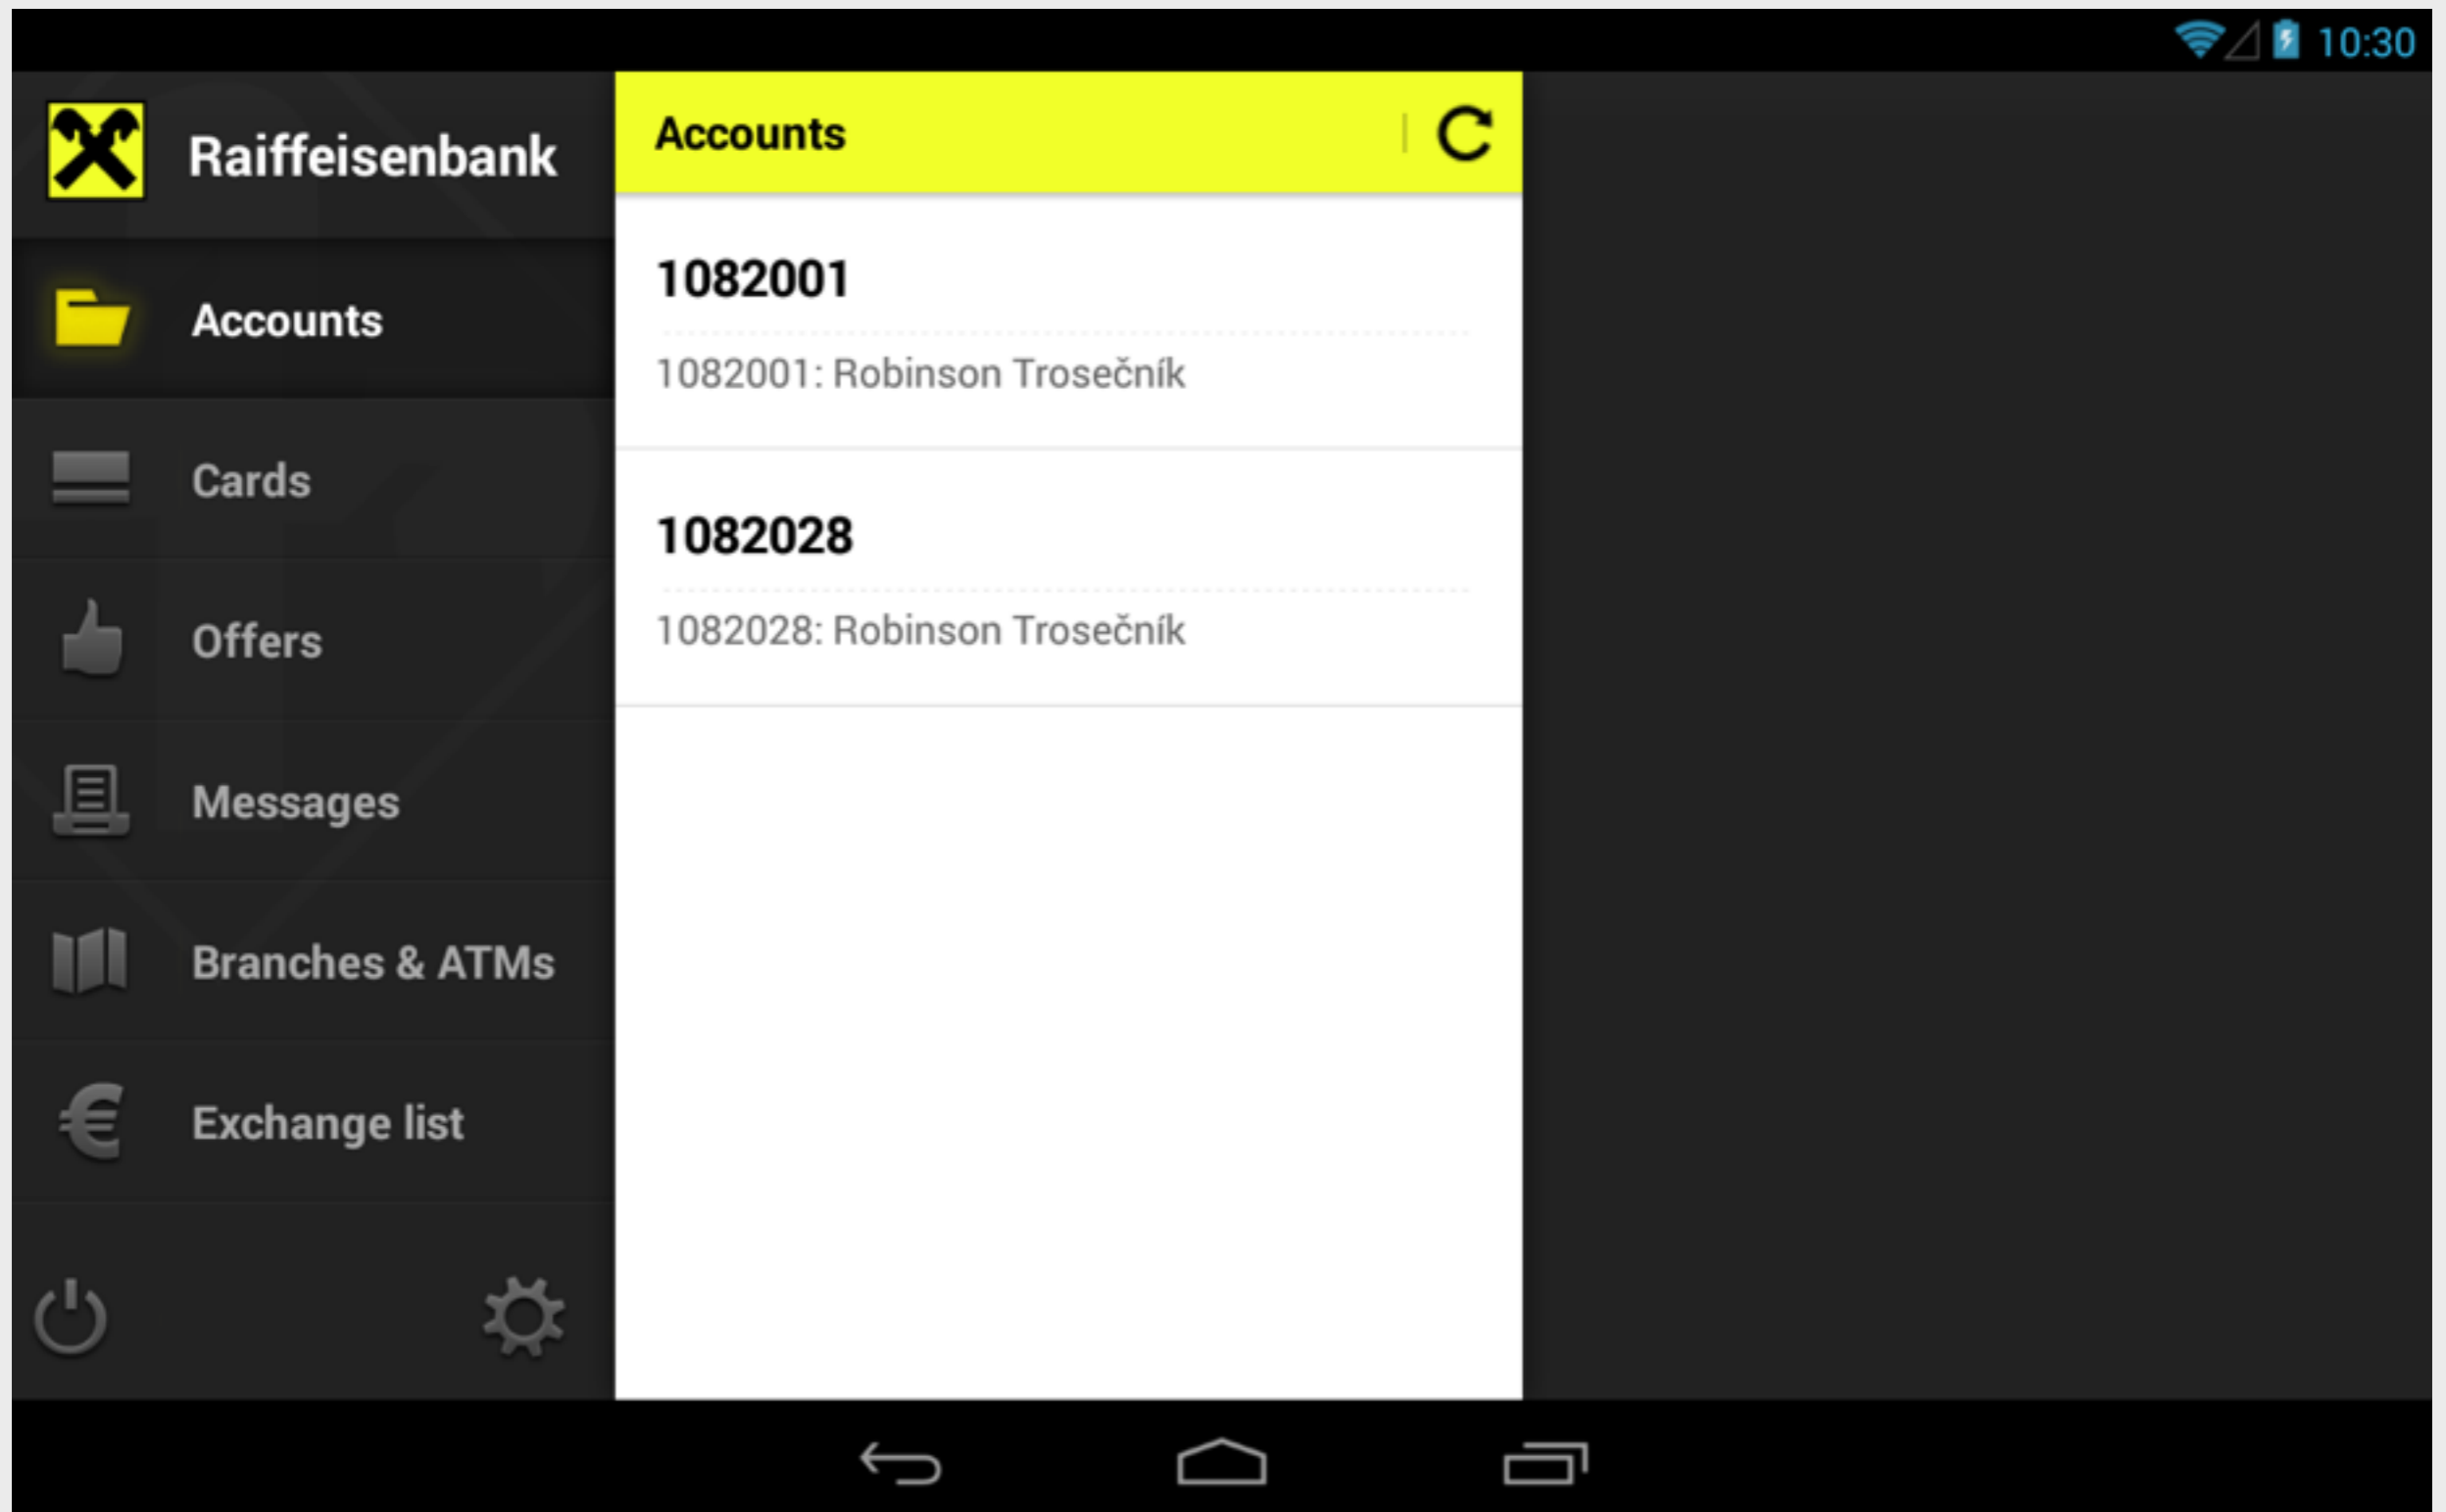 10:30
Raiffeisenbank
Accounts
Cards
Offers
Messages
Branches & ATMs
Exchange list
Accounts
1082001
1082001: Robinson Trosečník
1082028
1082028: Robinson Trosečník